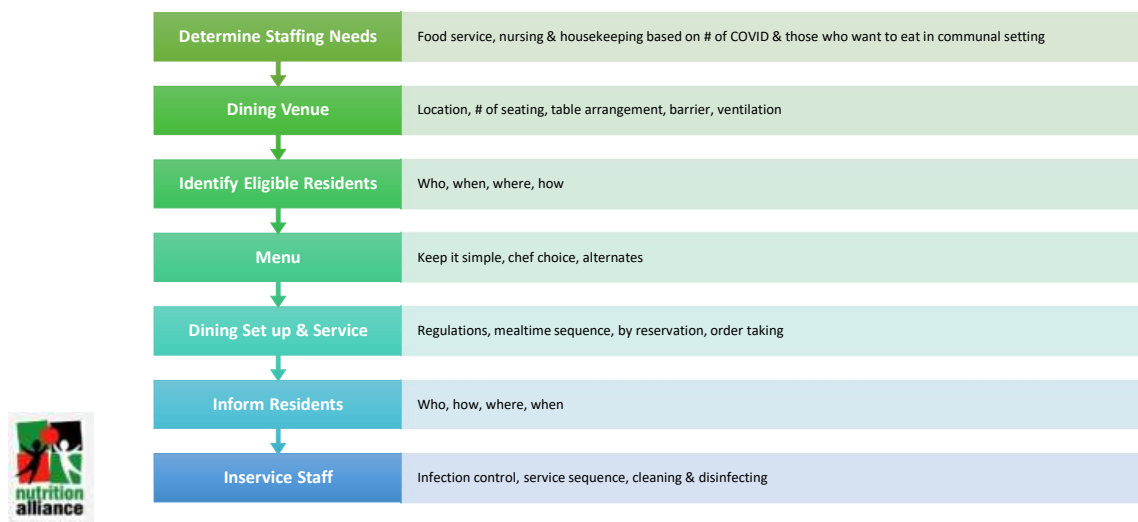 Determine Staffing Needs
Food service, nursing & housekeeping based on # of COVID & those who want to eat in communal setting
Dining Venue
Location, # of seating, table arrangement, barrier, ventilation
Identify Eligible Residents
Who, when, where, how
Menu
Keep it simple, chef choice, alternates
Dining Set up & Service
Regulations, mealtime sequence, by reservation, order taking
Inform Residents
Who, how, where, when
Inservice Staff
Infection control, service sequence, cleaning & disinfecting
nutrition
alliance